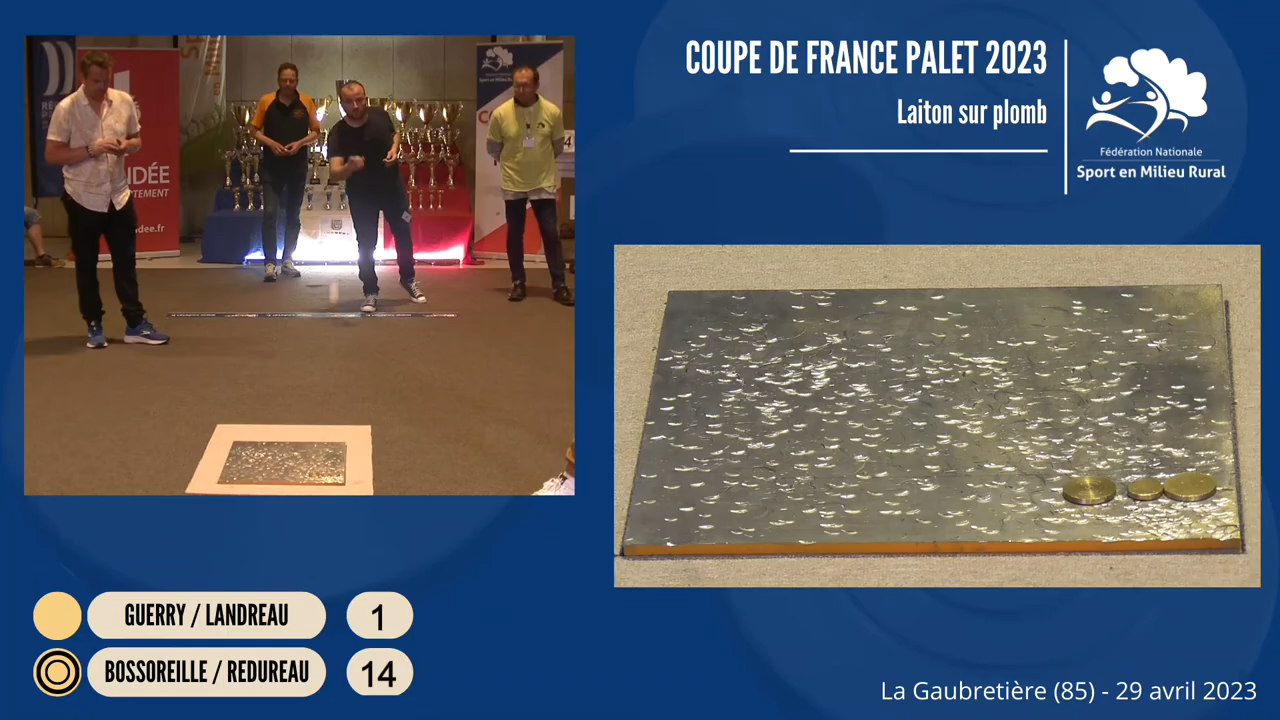 COUPE DE FRANCE PALET 2023
Laiton sur plomb
Fédération Nationale
Sport en Milieu Rural
GUERRY / LANDREAU
1
BOSSOREILLE / REDUREAU
14
La Gaubretière (85) - 29 avril 2023